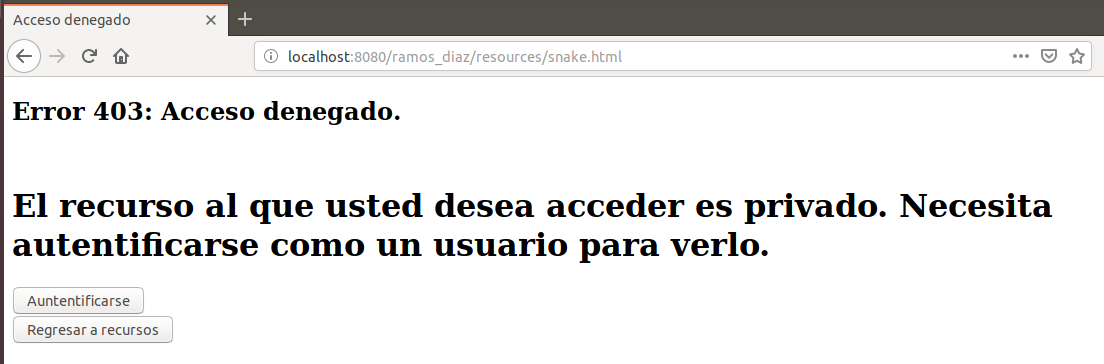 Acceso denegado
localhost:8080/ramos_diaz/resources/snake.html
Error 403: Acceso denegado.
El recurso al que usted desea acceder es privado. Necesita
autentificarse como un usuario para verlo.
Auntentificarse
Regresar a recursos